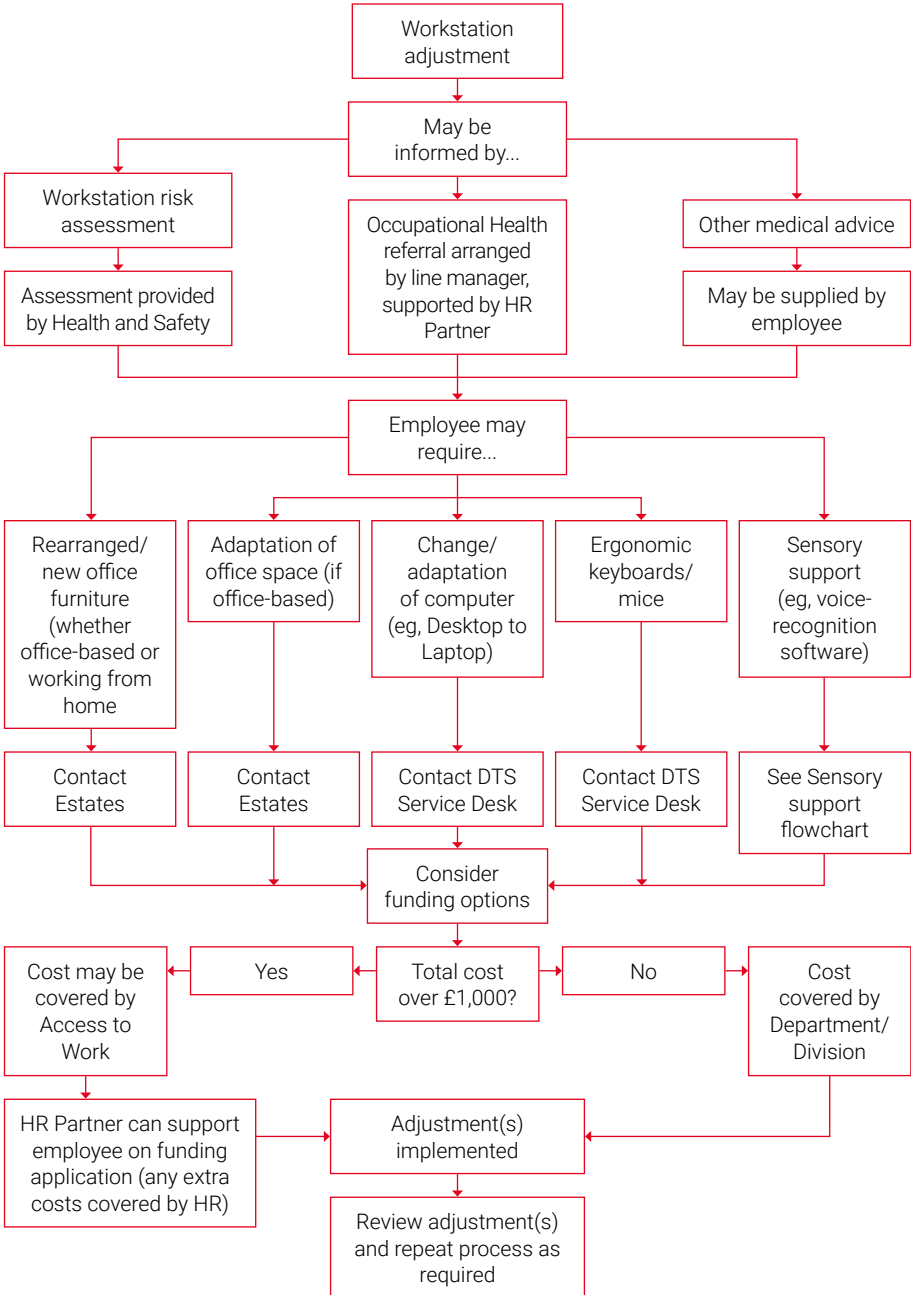 Workstation
adjustment
May be
informed by...
Workstation risk
assessment
Occupational Health
referral arranged
by line manager,
supported by HR
Partner
Other medical advice
Assessment provided
by Health and Safety
May be supplied by
employee
Employee may
require...
Rearranged/
new office
furniture
(whether
office-based or
working from
home
Adaptation of
office space (if
office-based)
Change/
adaptation
of computer
(eg, Desktop to
Laptop)
Ergonomic
keyboards/
mice
Sensory
support
(eg, voice-
recognition
software)
Contact
Estates
Contact
Estates
Contact DTS
Service Desk
Contact DTS
Service Desk
See Sensory
support
flowchart
Consider
funding options
Cost may be
covered by
Access to
Work
Yes
Total cost
over £1,000?
No
Cost
covered by
Department/
Division
HR Partner can support
employee on funding
application (any extra
costs covered by HR)
Adjustment(s)
implemented
Review adjustment(s)
and repeat process as
required